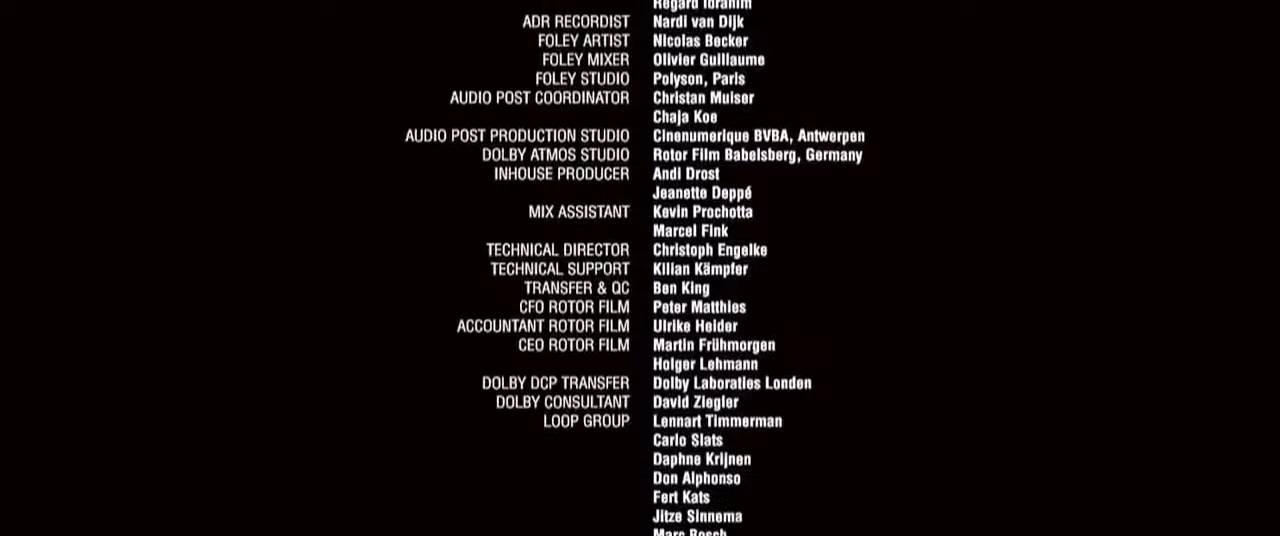 Regard Ibrahim
ADR RECORDIST Nardi van Dijk
FOLEY ARTIST Nicolas Becker
FOLEY MIXER Olivier Guillaume
FOLEY STUDIO Polyson, Paris
AUDIO POST COORDINATOR Christan Muiser
Chaja Koe
AUDIO POST PRODUCTION STUDIO Cinenumerique BVBA, Antwerpen
DOLBY ATMOS STUDIO Rotor Film Babelsberg, Germany
INHOUSE PRODUCER Andi Drost
Jeanette Deppé
MIX ASSISTANT Kevin Prochotta
Marcel Fink
TECHNICAL DIRECTOR Christoph Engelke
TECHNICAL SUPPORT Kilian Kämpfer
TRANSFER & QC Ben King
CFO ROTOR FILM Peter Matthies
ACCOUNTANT ROTOR FILM Ulrike Heider
CEO ROTOR FILM Martin Frühmorgen
Holger Lehmann
DOLBY DCP TRANSFER Dolby Laboraties London
DOLBY CONSULTANT David Ziegler
LOOP GROUP Lennart Timmerman
Carlo Slats
Daphne Krijnen
Don Alphonso
Fert Kats
Jitze Sinnema
Marc Bosch